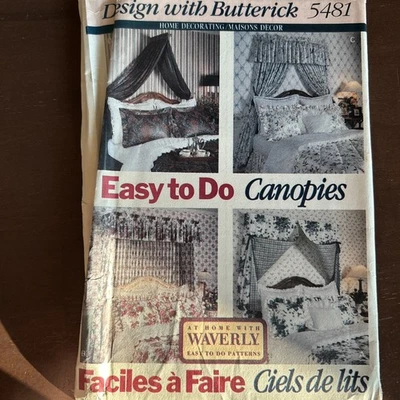 Design with Butterick 5481
HOME DECORATING/MAISONS DECOR
C
Easy to Do Canopies
AT HOME WITH
WAVERLY
EASY TO DO PATTERNS
Faciles à Faire Ciels de lits